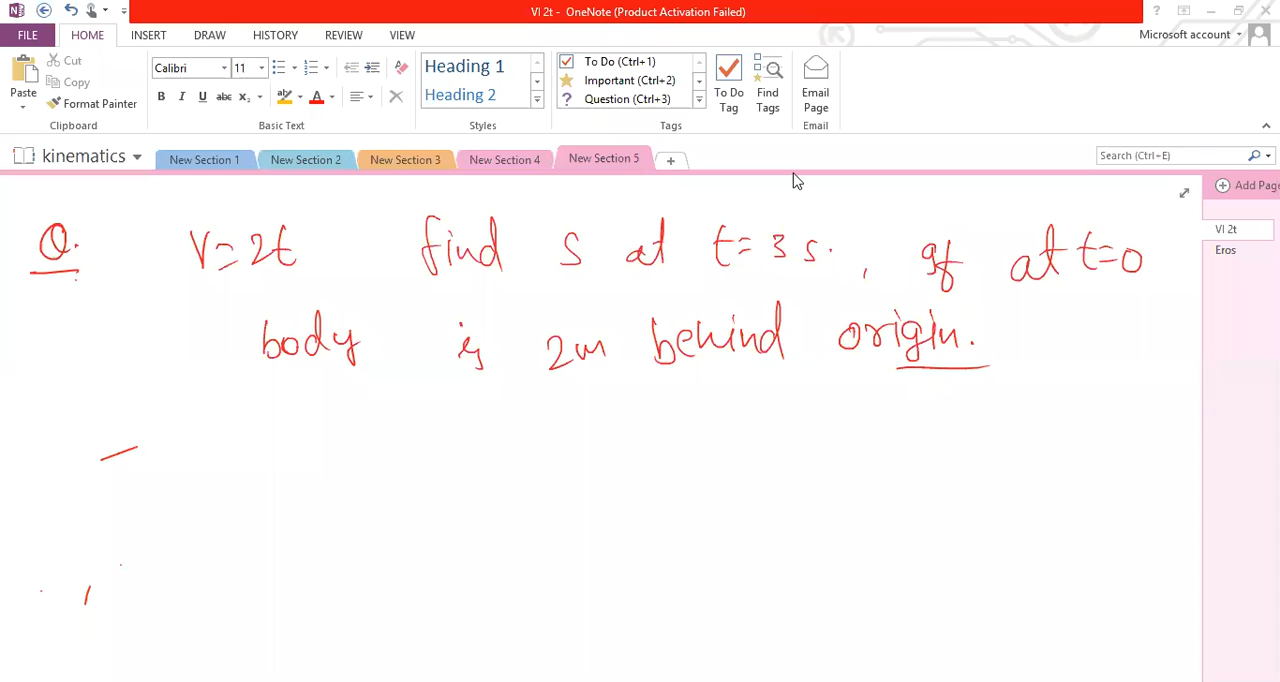 VI 2t - OneNote (Product Activation Failed)
FILE HOME INSERT DRAW HISTORY REVIEW VIEW
Microsoft account
Paste
Cut
Copy
Format Painter
Clipboard
Calibri 11
B I U abc X₂ A
Basic Text
Heading 1
Heading 2
Styles
To Do (Ctrl+1)
Important (Ctrl+2)
Question (Ctrl+3)
Tags
To Do Tag
Find Tags
Email Page
Email
kinematics
New Section 1 New Section 2 New Section 3 New Section 4 New Section 5
Search (Ctrl+E)
Add Page
VI 2t
Eros
Q. V=2t find S at t=3 s. , If at t=0
body is 2m behind origin.